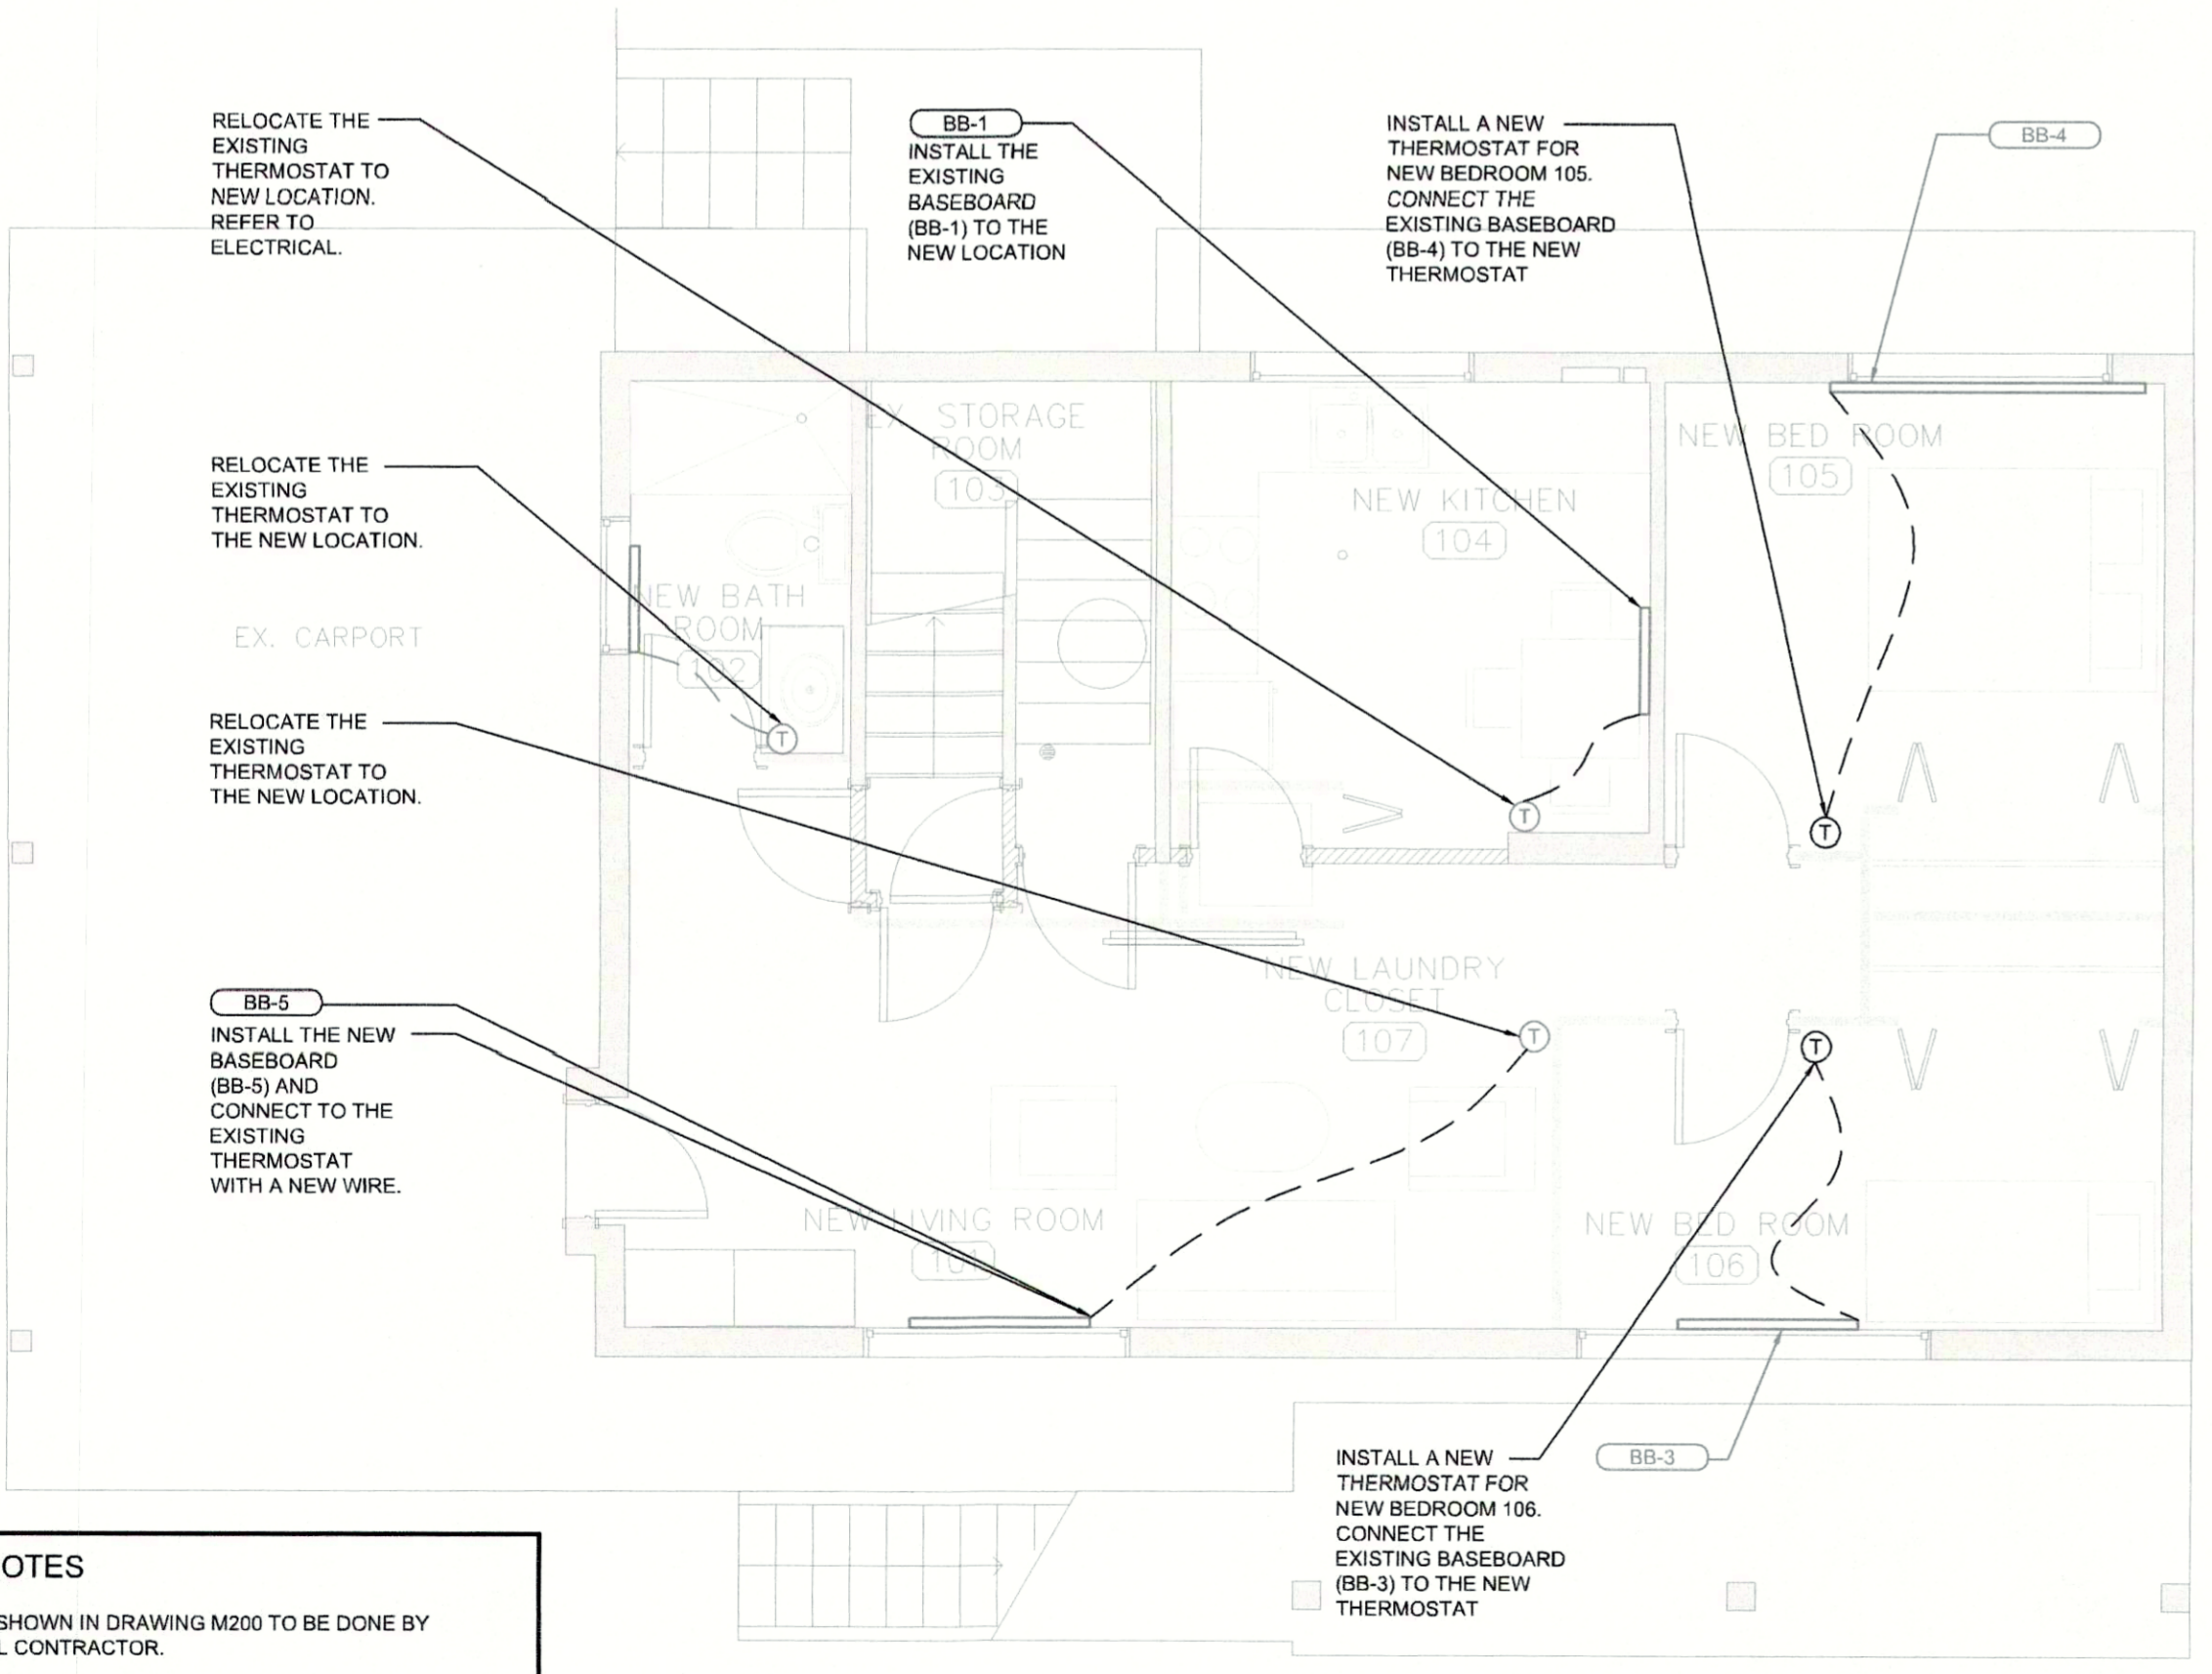 RELOCATE THE
EXISTING
THERMOSTAT TO
NEW LOCATION.
REFER TO
ELECTRICAL.
BB-1
INSTALL THE
EXISTING
BASEBOARD
(BB-1) TO THE
NEW LOCATION
INSTALL A NEW
THERMOSTAT FOR
NEW BEDROOM 105.
CONNECT THE
EXISTING BASEBOARD
(BB-4) TO THE NEW
THERMOSTAT
BB-4
RELOCATE THE
EXISTING
THERMOSTAT TO
THE NEW LOCATION.
EX. STORAGE
ROOM
103
NEW KITCHEN
104
NEW BED ROOM
105
EX. CARPORT
NEW BATH
ROOM
102
T
T
T
RELOCATE THE
EXISTING
THERMOSTAT TO
THE NEW LOCATION.
NEW LAUNDRY
CLOSET
107
T
T
BB-5
INSTALL THE NEW
BASEBOARD
(BB-5) AND
CONNECT TO THE
EXISTING
THERMOSTAT
WITH A NEW WIRE.
NEW LIVING ROOM
101
NEW BED ROOM
106
INSTALL A NEW
THERMOSTAT FOR
NEW BEDROOM 106.
CONNECT THE
EXISTING BASEBOARD
(BB-3) TO THE NEW
THERMOSTAT
BB-3
OTES
SHOWN IN DRAWING M200 TO BE DONE BY
L CONTRACTOR.